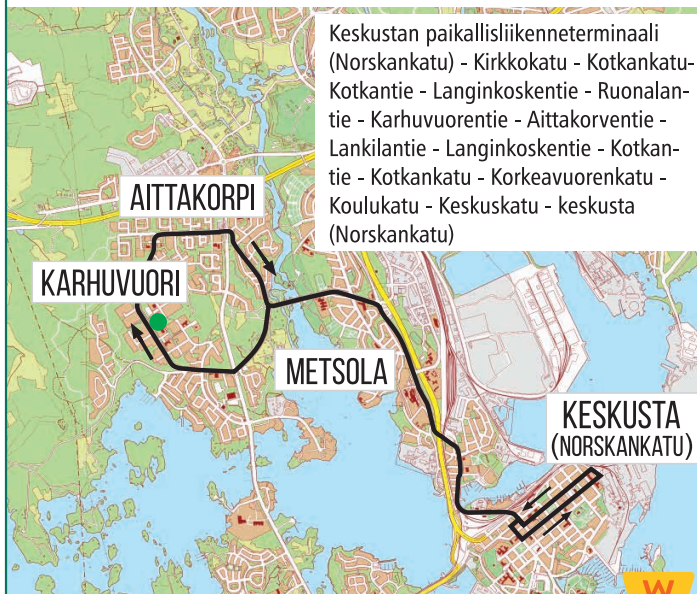 Keskustan paikallisliikenneterminaali
(Norskankatu) - Kirkkokatu - Kotkankatu-
Kotkantie - Langinkoskentie - Ruonalan-
tie - Karhuvuorentie - Aittakorventie -
Lankilantie - Langinkoskentie - Kotkan-
tie - Kotkankatu - Korkeavuorenkatu -
Koulukatu - Keskuskatu - keskusta
(Norskankatu)
AITTAKORPI
KARHUVUORI
METSOLA
KESKUSTA
(NORSKANKATU)
W